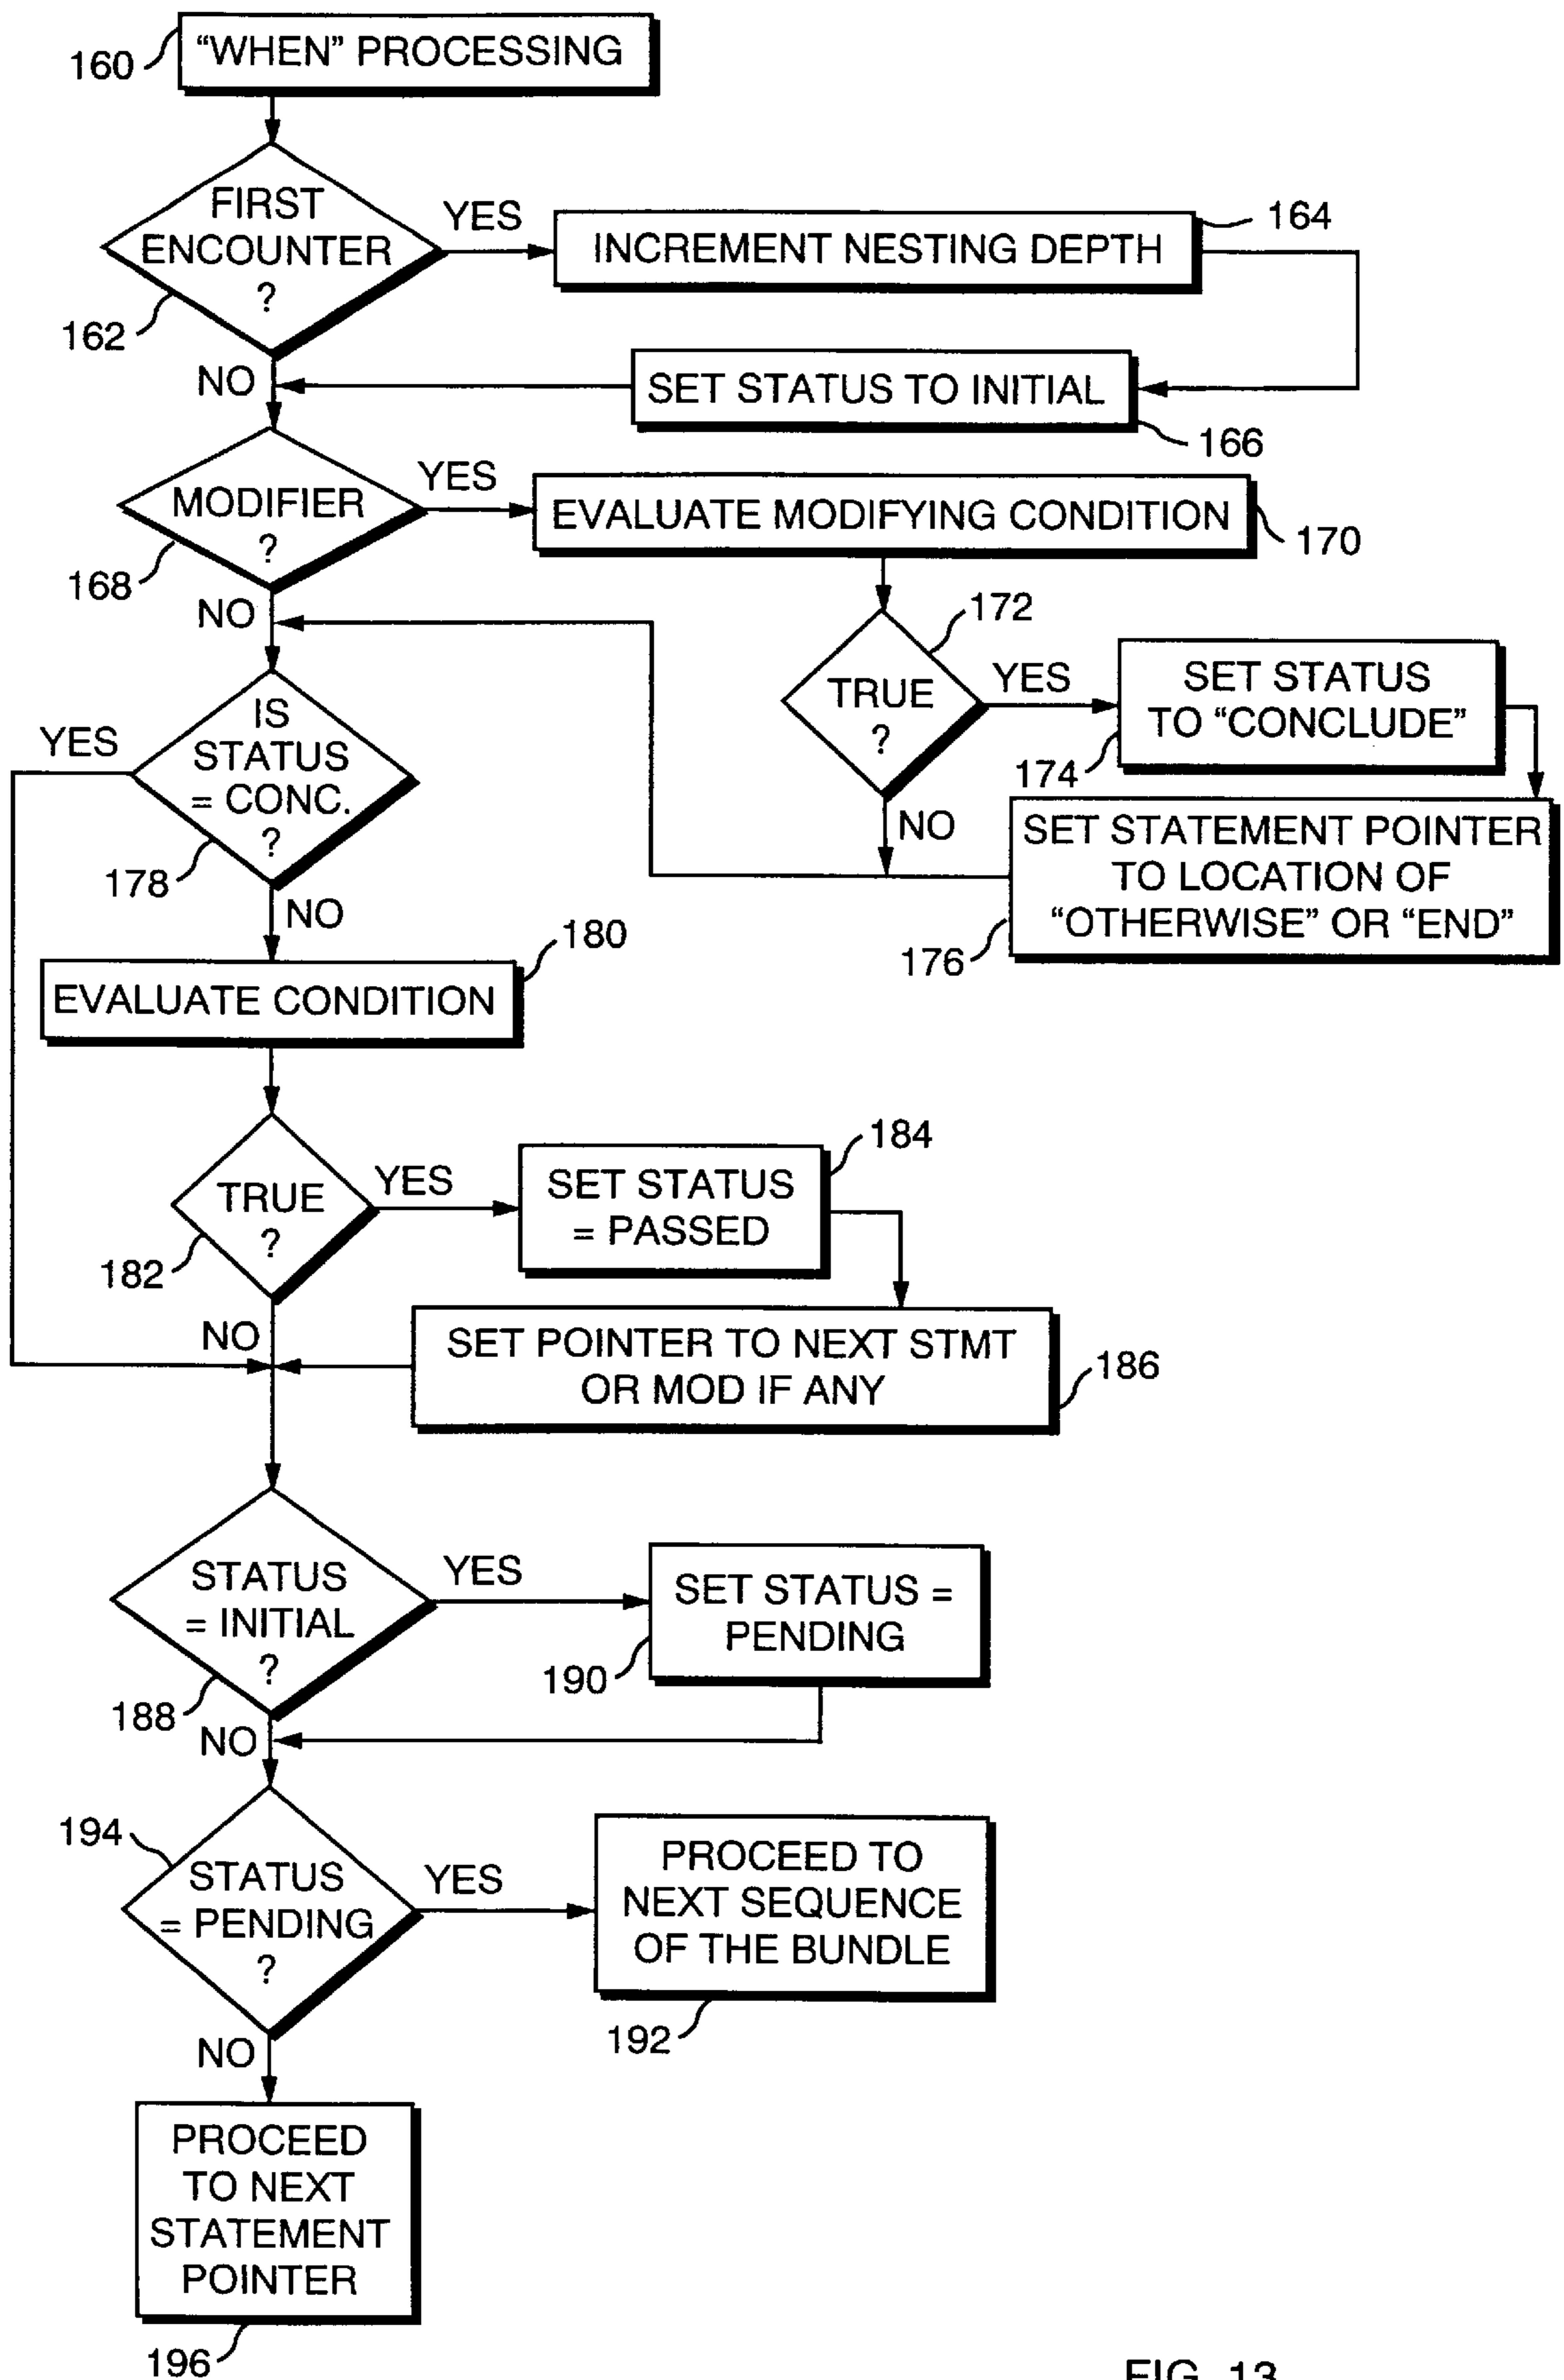 160
“WHEN” PROCESSING
FIRST
ENCOUNTER
?
162
YES
INCREMENT NESTING DEPTH
164
NO
SET STATUS TO INITIAL
166
MODIFIER
?
168
YES
EVALUATE MODIFYING CONDITION
170
NO
172
TRUE
?
YES
SET STATUS
TO “CONCLUDE”
174
NO
SET STATEMENT POINTER
TO LOCATION OF
“OTHERWISE” OR “END”
176
YES
IS
STATUS
= CONC.
?
178
NO
180
EVALUATE CONDITION
TRUE
?
182
YES
SET STATUS
= PASSED
184
NO
SET POINTER TO NEXT STMT
OR MOD IF ANY
186
STATUS
= INITIAL
?
188
YES
SET STATUS =
PENDING
190
NO
194
STATUS
= PENDING
?
YES
PROCEED TO
NEXT SEQUENCE
OF THE BUNDLE
192
NO
PROCEED
TO NEXT
STATEMENT
POINTER
196
FIG. 13